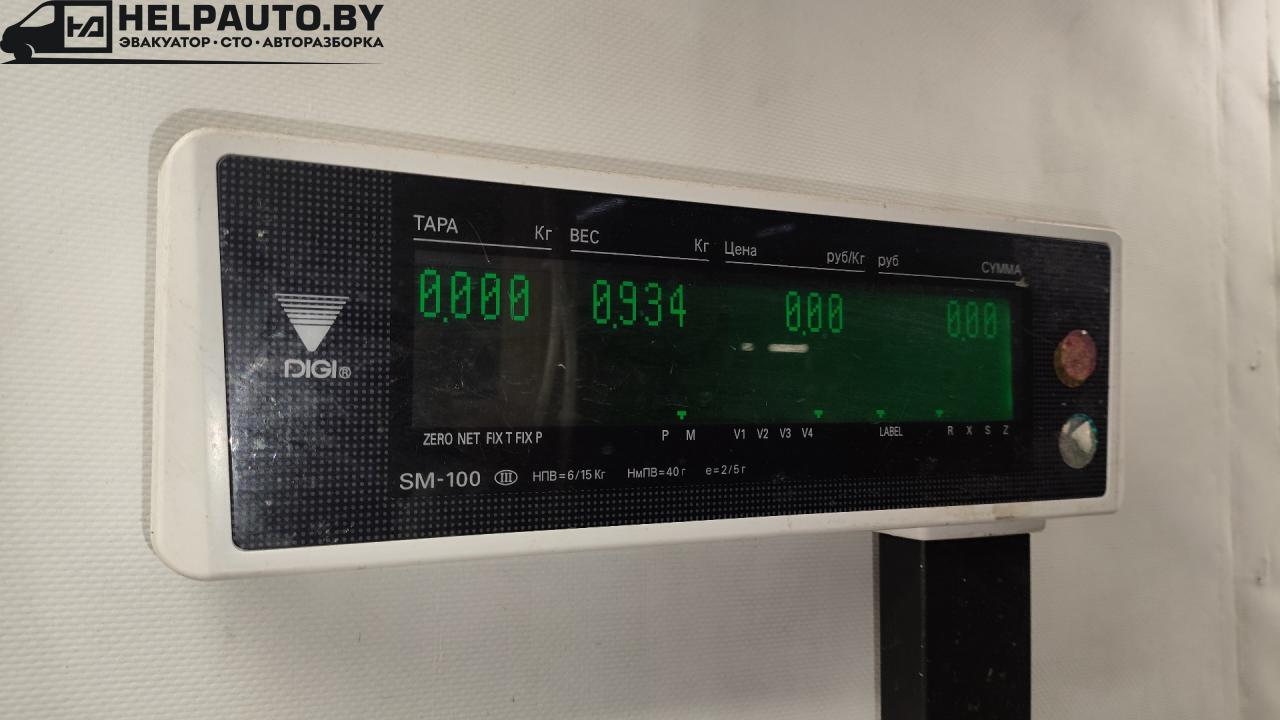 HELPAUTO.BY
ЭВАКУАТОР · СТО · АВТОРАЗБОРКА
ТАРА Кг ВЕС Кг Цена руб/Кг руб СУММА
0.000 0.934 0.00 0.00
DIGI®
ZERO NET FIX T FIX P P M V1 V2 V3 V4 LABEL R X S Z
SM-100 III НПВ=6/15 Кг НмПВ=40 г e=2/5 г